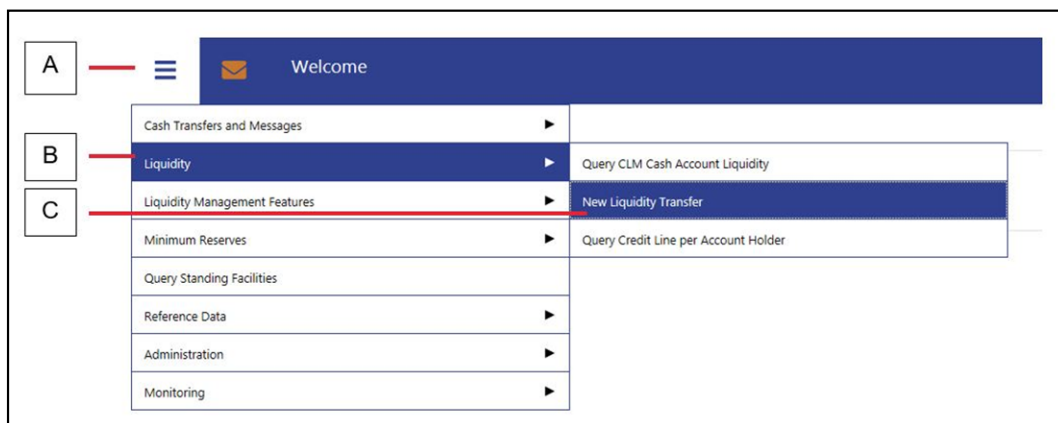 A
Welcome
Cash Transfers and Messages
B
Liquidity
Query CLM Cash Account Liquidity
C
Liquidity Management Features
New Liquidity Transfer
Minimum Reserves
Query Credit Line per Account Holder
Query Standing Facilities
Reference Data
Administration
Monitoring